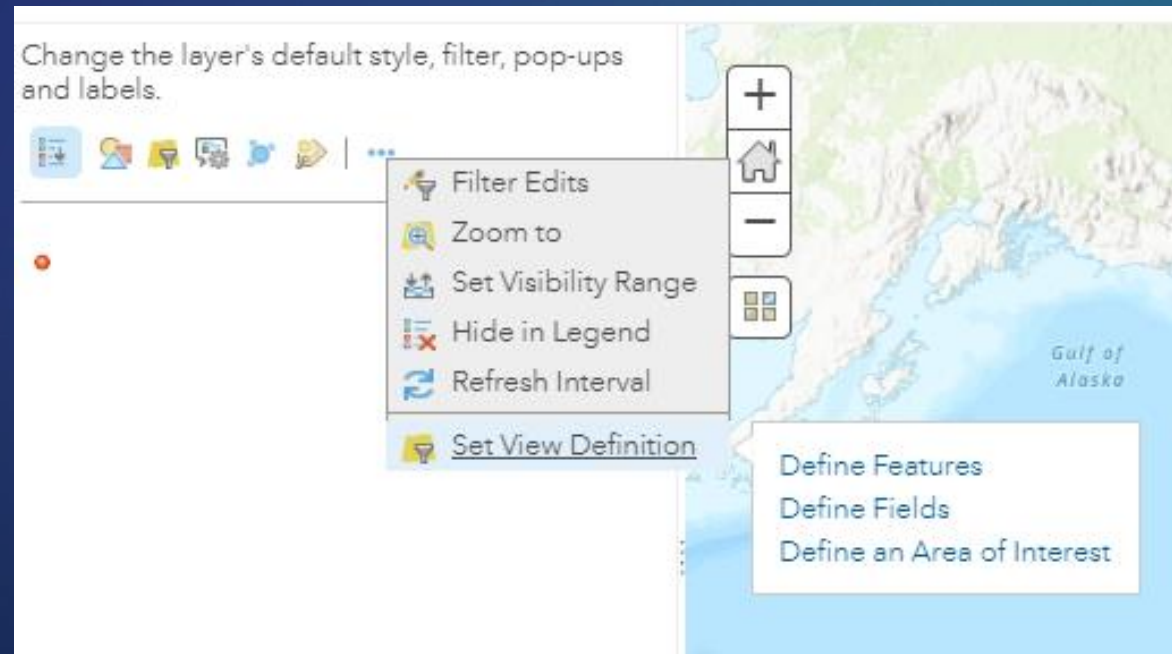 Change the layer's default style, filter, pop-ups
and labels.
Filter Edits
Zoom to
Set Visibility Range
Hide in Legend
Refresh Interval
Set View Definition
Define Features
Define Fields
Define an Area of Interest
Gulf of
Alaska